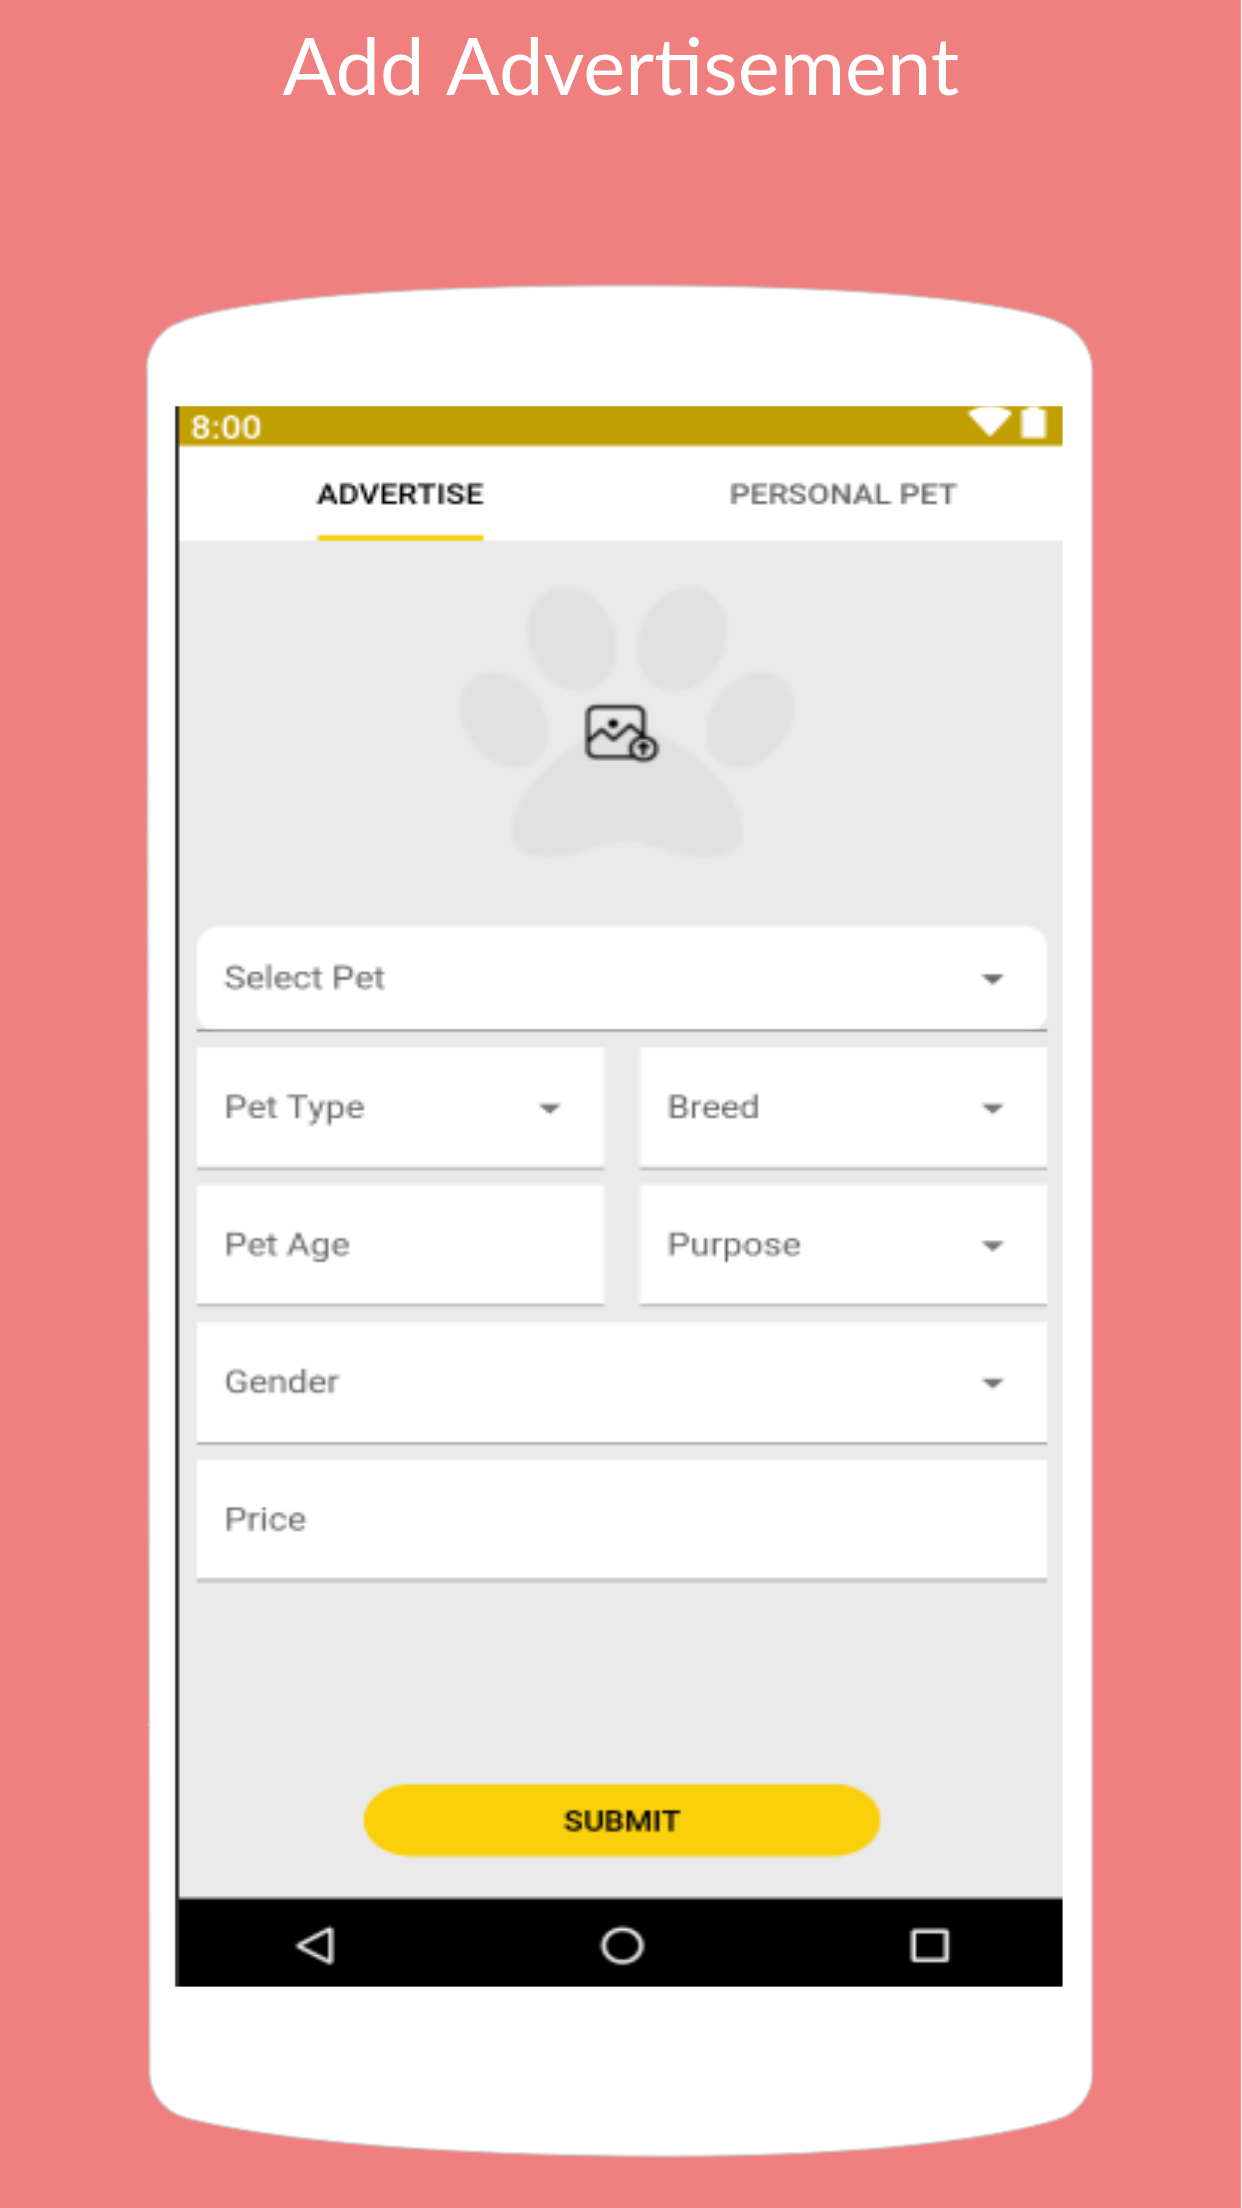 Add Advertisement
8:00
ADVERTISE PERSONAL PET
Select Pet
Pet Type Breed
Pet Age Purpose
Gender
Price
SUBMIT